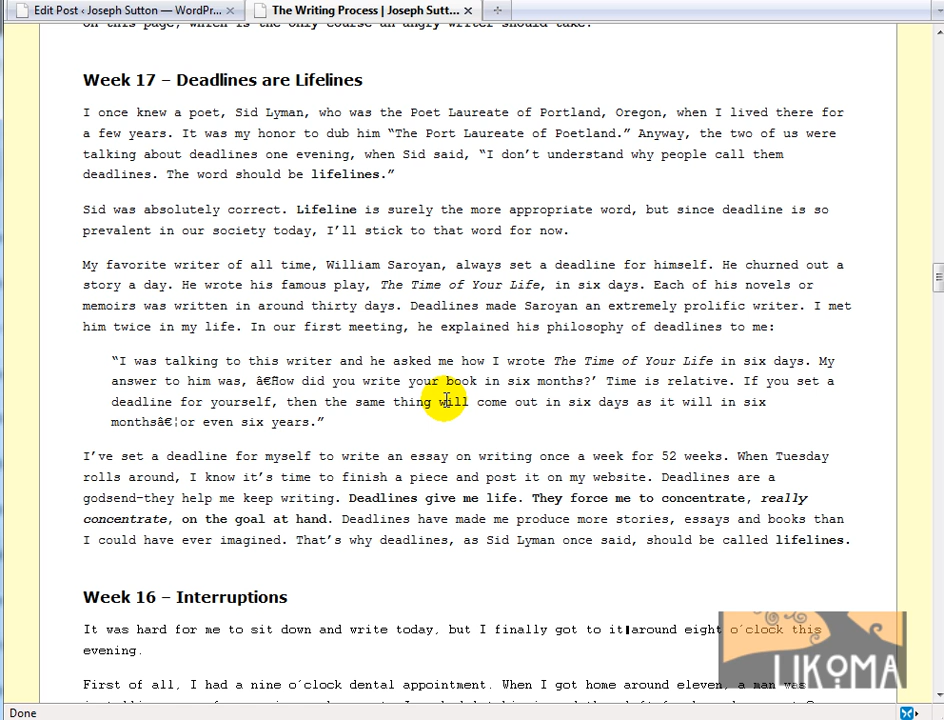 Edit Post ‹ Joseph Sutton — WordPr...
The Writing Process | Joseph Sutt...
on this page, which is the only course an angry writer should take.
Week 17 – Deadlines are Lifelines
I once knew a poet, Sid Lyman, who was the Poet Laureate of Portland, Oregon, when I lived there for
a few years. It was my honor to dub him “The Port Laureate of Poetland.” Anyway, the two of us were
talking about deadlines one evening, when Sid said, “I don’t understand why people call them
deadlines. The word should be lifelines.”
Sid was absolutely correct. Lifeline is surely the more appropriate word, but since deadline is so
prevalent in our society today, I’ll stick to that word for now.
My favorite writer of all time, William Saroyan, always set a deadline for himself. He churned out a
story a day. He wrote his famous play, The Time of Your Life, in six days. Each of his novels or
memoirs was written in around thirty days. Deadlines made Saroyan an extremely prolific writer. I met
him twice in my life. In our first meeting, he explained his philosophy of deadlines to me:
“I was talking to this writer and he asked me how I wrote The Time of Your Life in six days. My
answer to him was, â€˜How did you write your book in six months?’ Time is relative. If you set a
deadline for yourself, then the same thing will come out in six days as it will in six
monthsâ€¦or even six years.”
I’ve set a deadline for myself to write an essay on writing once a week for 52 weeks. When Tuesday
rolls around, I know it’s time to finish a piece and post it on my website. Deadlines are a
godsend—they help me keep writing. Deadlines give me life. They force me to concentrate, really
concentrate, on the goal at hand. Deadlines have made me produce more stories, essays and books than
I could have ever imagined. That’s why deadlines, as Sid Lyman once said, should be called lifelines.
Week 16 – Interruptions
It was hard for me to sit down and write today, but I finally got to it around eight o’clock this
evening.
First of all, I had a nine o’clock dental appointment. When I got home around eleven, a man was
LIKOMA
Done